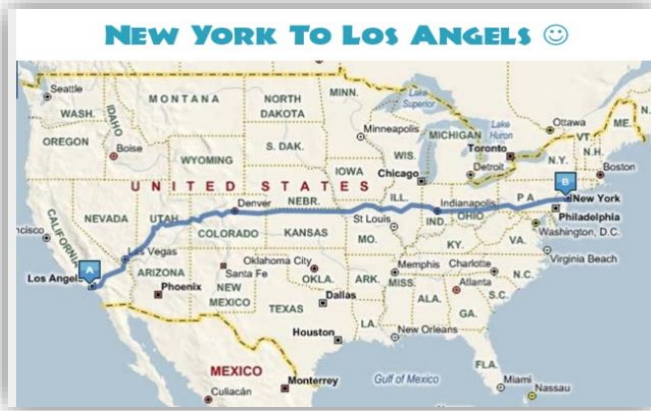 New York To Los Angels ☺
Seattle
WASH.
MONTANA
NORTH
DAKOTA
MINN.
Lake
Superior
OREGON
IDAHO
Boise
S. DAK.
Minneapolis
WIS.
MICHIGAN
Lake
Huron
Ottawa
Toronto
VT.
ME.
N.H.
N.
WYOMING
IOWA
Chicago
Detroit
N.Y.
Boston
UNITED STATES
NEVADA
UTAH
Denver
NEBR.
ILL.
Indianapolis
IND.
OHIO
PA
B
New York
Philadelphia
Washington, D.C.
CALIFORNIA
ncisco
COLORADO
KANSAS
St Louis
MO.
KY.
VA.
Virginia Beach
Las Vegas
A
Los Angel
ARIZONA
Phoenix
Santa Fe
NEW
MEXICO
Oklahoma City
OKLA.
ARK.
Memphis
Charlotte
N.C.
S.C.
TEXAS
Dallas
MISS.
ALA.
Atlanta
GA.
Houston
LA.
New Orleans
FLA.
MEXICO
Culiacán
Monterrey
Gulf of Mexico
Miami
Nassau